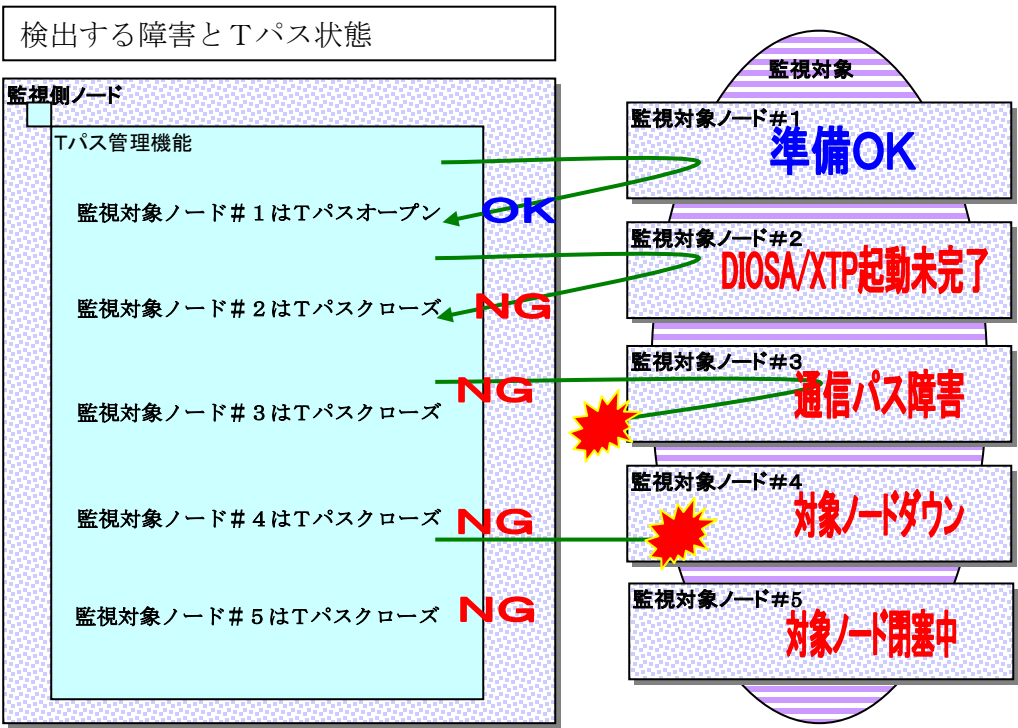 検出する障害とTパス状態
監視側ノード
Tパス管理機能
監視対象ノード#1はTパスオープン
OK
監視対象ノード#2はTパスクローズ
NG
監視対象ノード#3はTパスクローズ
NG
監視対象ノード#4はTパスクローズ
NG
監視対象ノード#5はTパスクローズ
NG
監視対象
監視対象ノード#1
準備OK
監視対象ノード#2
DIOSA/XTP起動未完了
監視対象ノード#3
通信パス障害
監視対象ノード#4
対象ノードダウン
監視対象ノード#5
対象ノード閉塞中